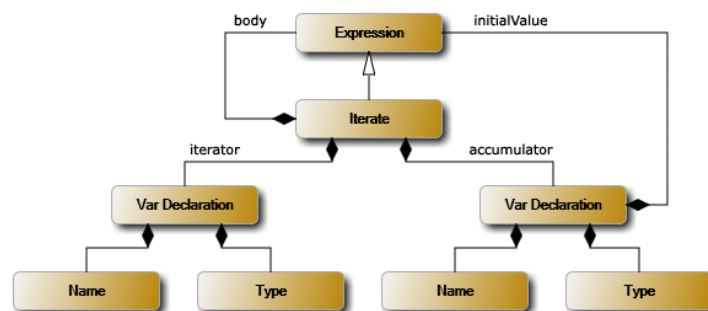 body
Expression
initialValue
Iterate
iterator
accumulator
Var Declaration
Var Declaration
Name
Type
Name
Type